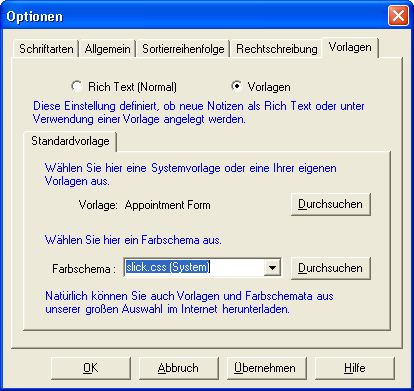 Optionen
Schriftarten Allgemein Sortierreihenfolge Rechtschreibung Vorlagen
Rich Text (Normal) Vorlagen
Diese Einstellung definiert, ob neue Notizen als Rich Text oder unter
Verwendung einer Vorlage angelegt werden.
Standardvorlage
Wählen Sie hier eine Systemvorlage oder eine Ihrer eigenen
Vorlagen aus.
Vorlage: Appointment Form Durchsuchen
Wählen Sie hier ein Farbschema aus.
Farbschema : slick.css (System) Durchsuchen
Natürlich können Sie auch Vorlagen und Farbschemata aus
unserer großen Auswahl im Internet herunterladen.
OK Abbruch Übernehmen Hilfe